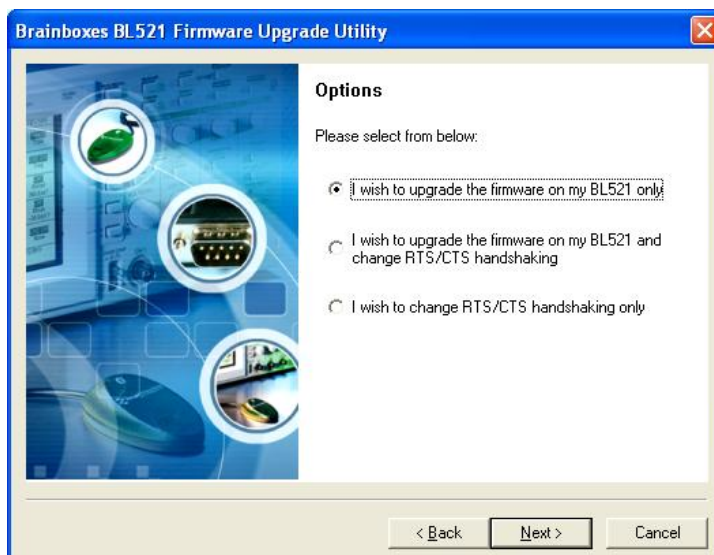 Brainboxes BL521 Firmware Upgrade Utility
Options
Please select from below:
I wish to upgrade the firmware on my BL521 only
I wish to upgrade the firmware on my BL521 and
change RTS/CTS handshaking
I wish to change RTS/CTS handshaking only
< Back
Next >
Cancel